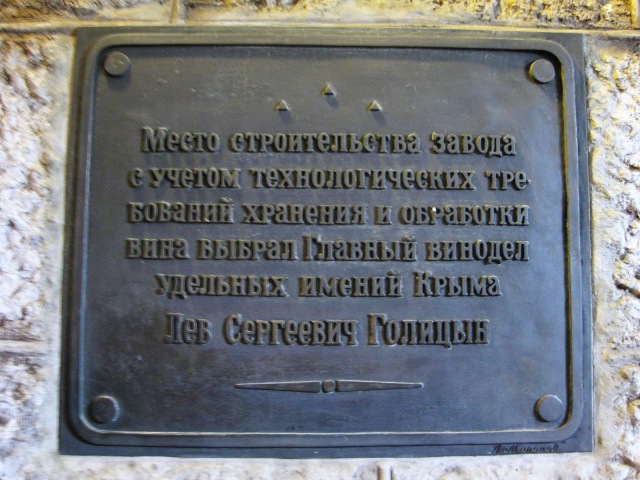 Место строительства завода
с учетом технологических тре-
бований хранения и обработки
вина выбрал Главный винодел
удельных имений Крыма
Лев Сергеевич Голицын